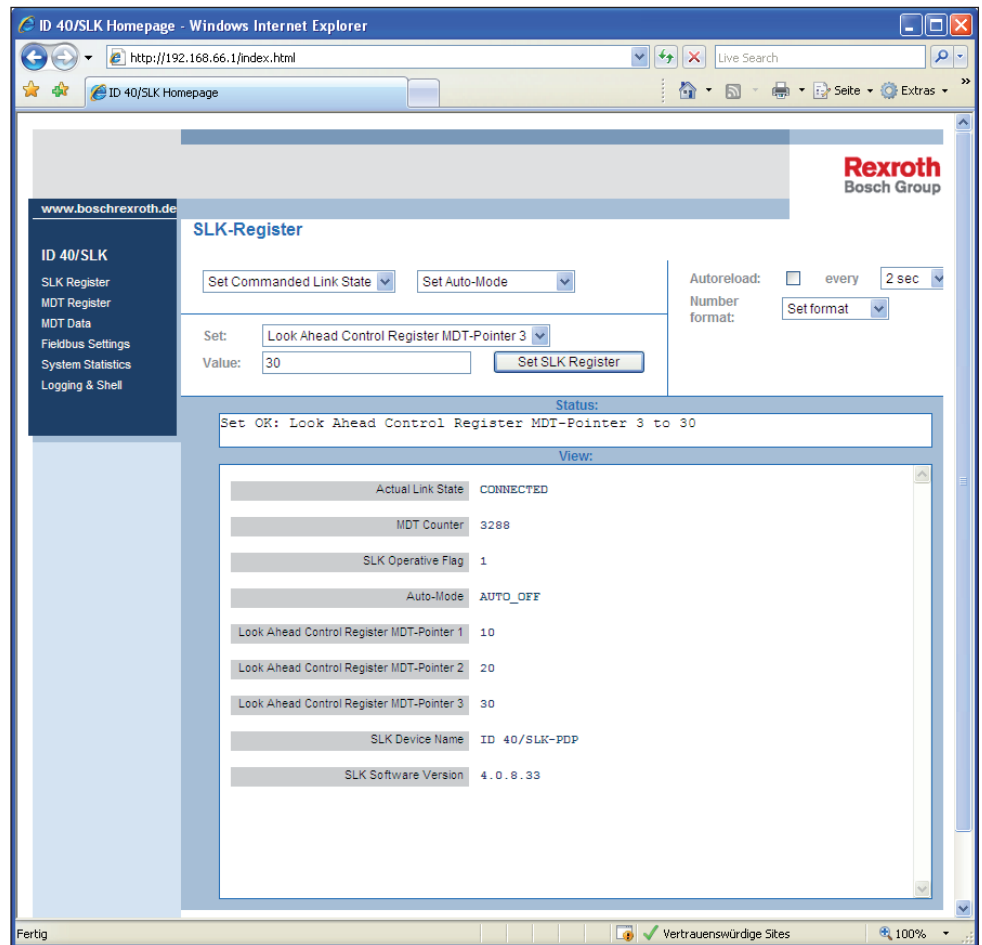 ID 40/SLK Homepage - Windows Internet Explorer
http://192.168.66.1/index.html
Live Search
ID 40/SLK Homepage
Seite
Extras
»
Rexroth
Bosch Group
www.boschrexroth.de
ID 40/SLK
SLK Register
MDT Register
MDT Data
Fieldbus Settings
System Statistics
Logging & Shell
SLK-Register
Set Commanded Link State
Set Auto-Mode
Autoreload: every 2 sec
Number format: Set format
Set: Look Ahead Control Register MDT-Pointer 3
Value: 30 Set SLK Register
Status:
Set OK: Look Ahead Control Register MDT-Pointer 3 to 30
View:
Actual Link State CONNECTED
MDT Counter 3288
SLK Operative Flag 1
Auto-Mode AUTO_OFF
Look Ahead Control Register MDT-Pointer 1 10
Look Ahead Control Register MDT-Pointer 2 20
Look Ahead Control Register MDT-Pointer 3 30
SLK Device Name ID 40/SLK-PDP
SLK Software Version 4.0.8.33
Fertig
Vertrauenswürdige Sites
100%